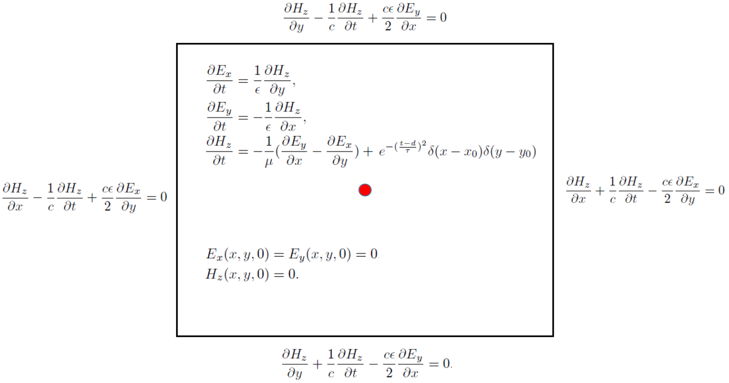 ∂H_z/∂y − (1/c) ∂H_z/∂t + (cϵ/2) ∂E_y/∂x = 0
∂E_x/∂t = (1/ϵ) ∂H_z/∂y,
∂E_y/∂t = −(1/ϵ) ∂H_z/∂x,
∂H_z/∂t = −(1/μ)(∂E_y/∂x − ∂E_x/∂y) + e^{−((t−d)/τ)^2} δ(x − x_0)δ(y − y_0)
∂H_z/∂x − (1/c) ∂H_z/∂t + (cϵ/2) ∂E_x/∂y = 0
∂H_z/∂x + (1/c) ∂H_z/∂t − (cϵ/2) ∂E_x/∂y = 0
E_x(x, y, 0) = E_y(x, y, 0) = 0
H_z(x, y, 0) = 0.
∂H_z/∂y + (1/c) ∂H_z/∂t − (cϵ/2) ∂E_y/∂x = 0.